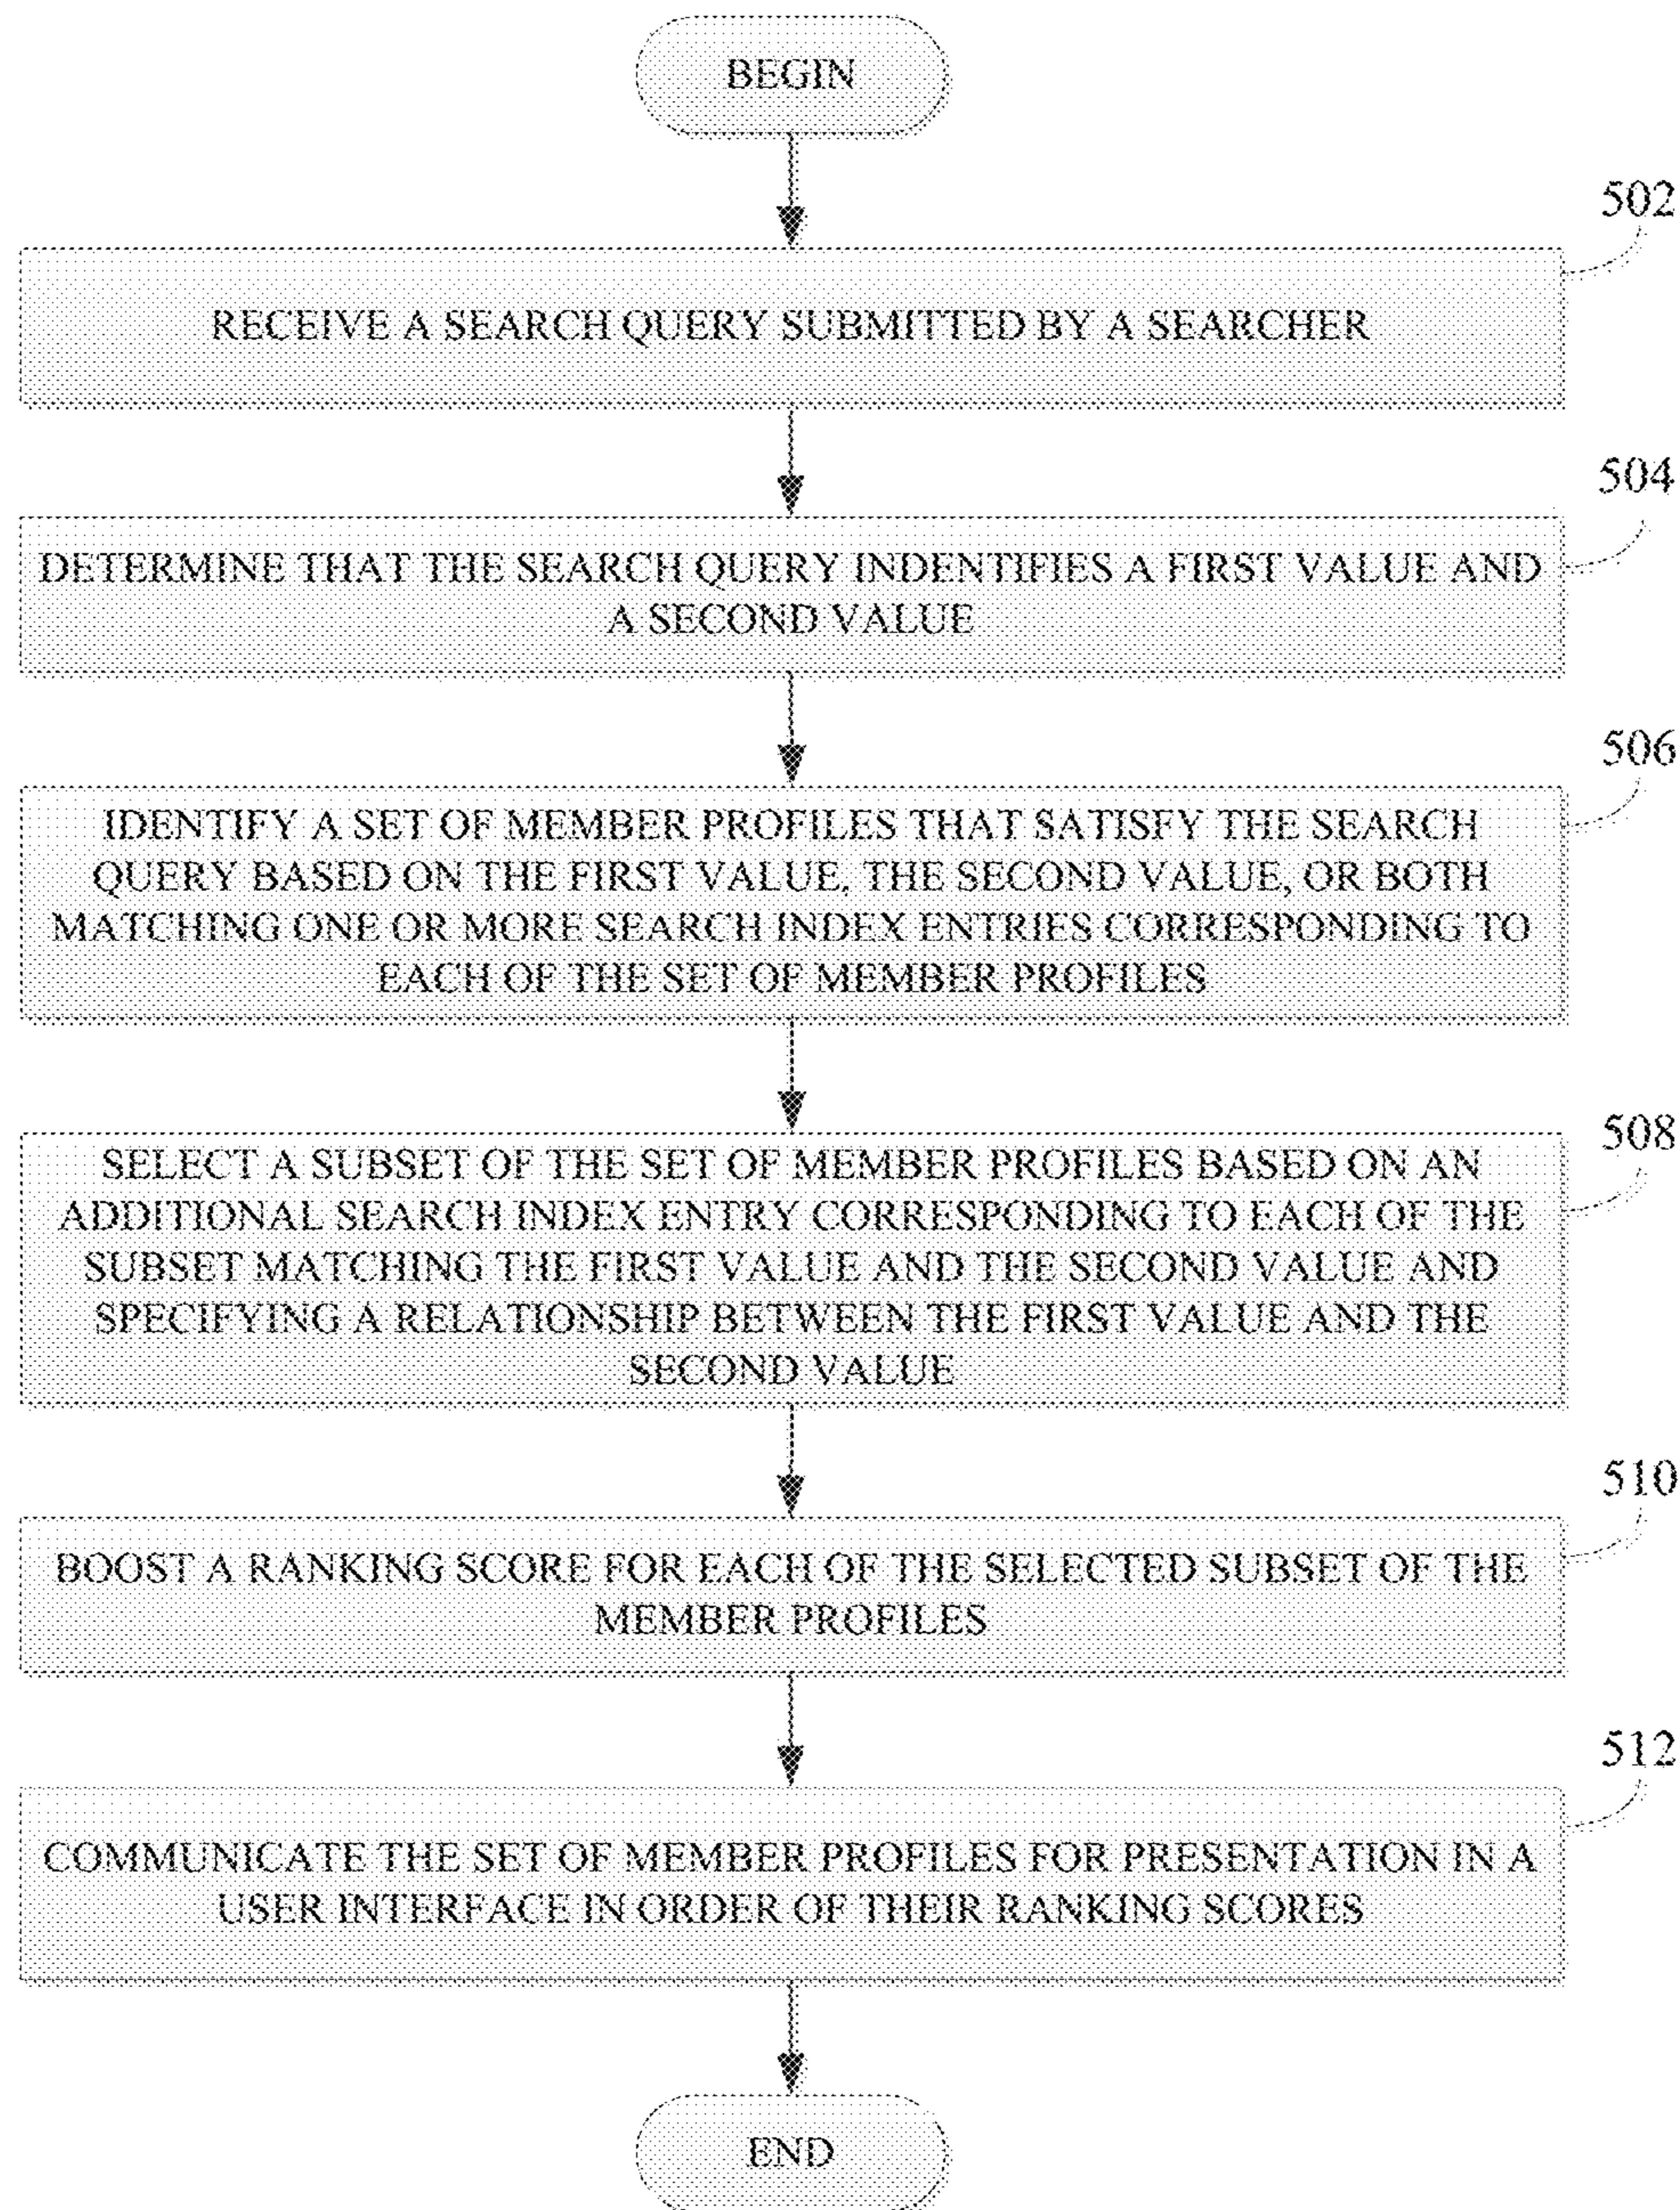 BEGIN
502
RECEIVE A SEARCH QUERY SUBMITTED BY A SEARCHER
504
DETERMINE THAT THE SEARCH QUERY INDENTIFIES A FIRST VALUE AND
A SECOND VALUE
506
IDENTIFY A SET OF MEMBER PROFILES THAT SATISFY THE SEARCH
QUERY BASED ON THE FIRST VALUE, THE SECOND VALUE, OR BOTH
MATCHING ONE OR MORE SEARCH INDEX ENTRIES CORRESPONDING TO
EACH OF THE SET OF MEMBER PROFILES
508
SELECT A SUBSET OF THE SET OF MEMBER PROFILES BASED ON AN
ADDITIONAL SEARCH INDEX ENTRY CORRESPONDING TO EACH OF THE
SUBSET MATCHING THE FIRST VALUE AND THE SECOND VALUE AND
SPECIFYING A RELATIONSHIP BETWEEN THE FIRST VALUE AND THE
SECOND VALUE
510
BOOST A RANKING SCORE FOR EACH OF THE SELECTED SUBSET OF THE
MEMBER PROFILES
512
COMMUNICATE THE SET OF MEMBER PROFILES FOR PRESENTATION IN A
USER INTERFACE IN ORDER OF THEIR RANKING SCORES
END